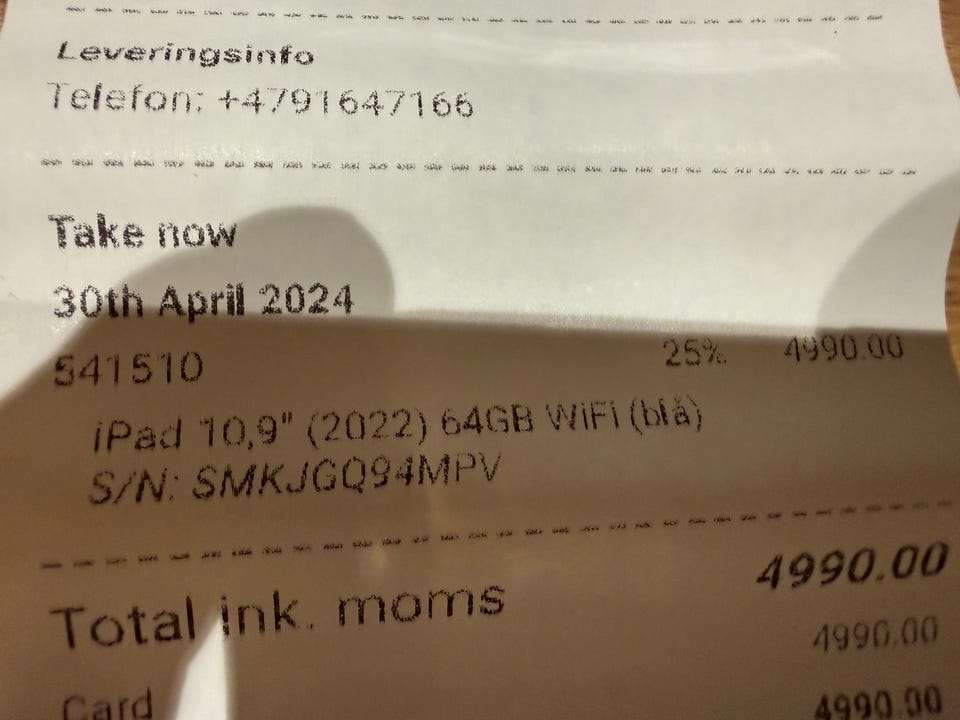 Leveringsinfo
Telefon: +4791647166
Take now
30th April 2024
541510 25% 4990.00
iPad 10,9" (2022) 64GB WiFi (blå)
S/N: SMKJGQ94MPV
Total ink. moms 4990.00
4990.00
Card 4990.00